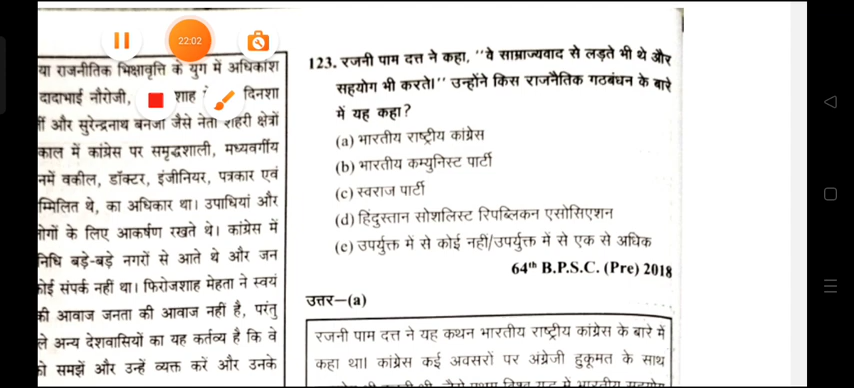 22:02
या राजनीतिक भिक्षावृत्ति के युग में अधिकांश
दादाभाई नौरोजी, शाह दिनशा
और सुरेन्द्रनाथ बनर्जी जैसे नेता शहरी क्षेत्रों
काल में कांग्रेस पर समृद्धशाली, मध्यवर्गीय
नमें वकील, डॉक्टर, इंजीनियर, पत्रकार एवं
म्मिलित थे, का अधिकार था। उपाधियां और
तोगों के लिए आकर्षण रखते थे। कांग्रेस में
निधि बड़े-बड़े नगरों से आते थे और जन
कोई संपर्क नहीं था। फिरोजशाह मेहता ने स्वयं
की आवाज जनता की आवाज नहीं है, परंतु
ले अन्य देशवासियों का यह कर्तव्य है कि वे
को समझें और उन्हें व्यक्त करें और उनके
123. रजनी पाम दत्त ने कहा, ''वे साम्राज्यवाद से लड़ते भी थे और
सहयोग भी करते।'' उन्होंने किस राजनैतिक गठबंधन के बारे
में यह कहा?
(a) भारतीय राष्ट्रीय कांग्रेस
(b) भारतीय कम्युनिस्ट पार्टी
(c) स्वराज पार्टी
(d) हिंदुस्तान सोशलिस्ट रिपब्लिकन एसोसिएशन
(e) उपर्युक्त में से कोई नहीं/उपर्युक्त में से एक से अधिक
64th B.P.S.C. (Pre) 2018
उत्तर—(a)
रजनी पाम दत्त ने यह कथन भारतीय राष्ट्रीय कांग्रेस के बारे में
कहा था। कांग्रेस कई अवसरों पर अंग्रेजी हुकूमत के साथ